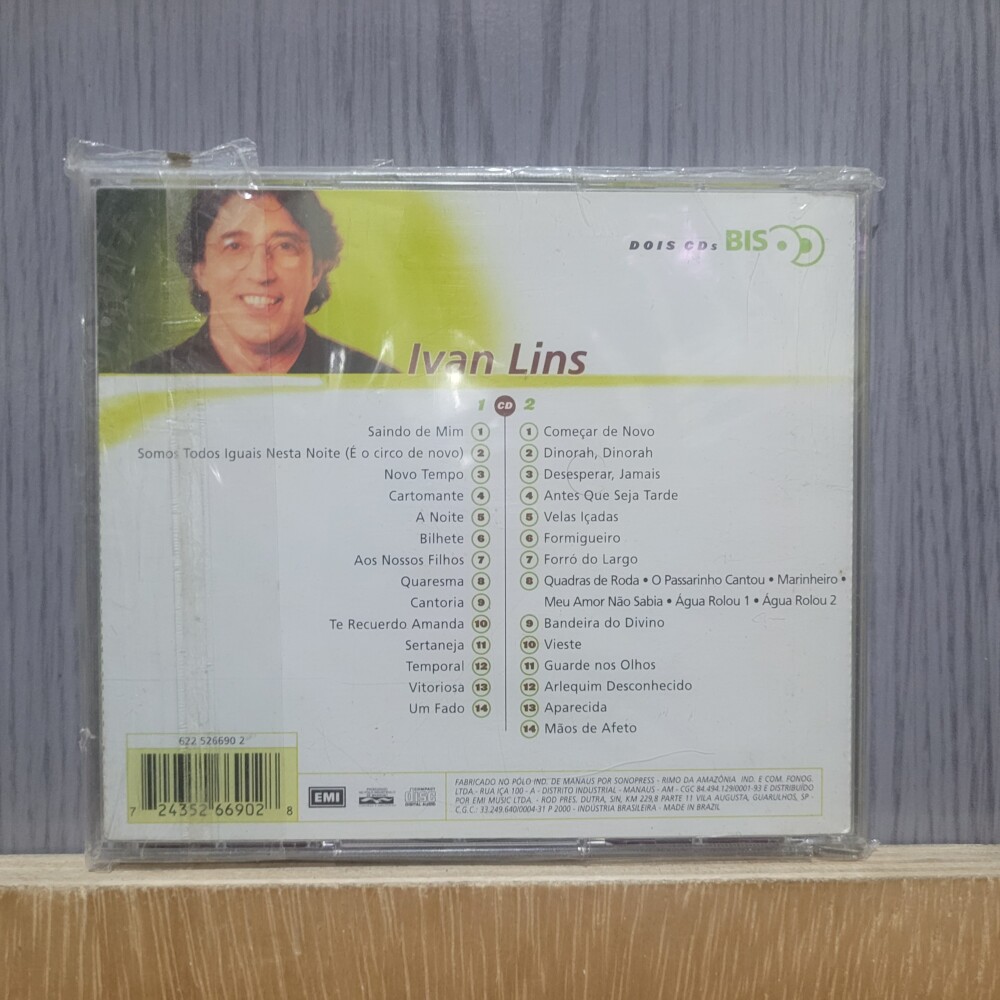 DOIS CDs BIS
Ivan Lins
1 CD 2
Saindo de Mim 1
Somos Todos Iguais Nesta Noite (É o circo de novo) 2
Novo Tempo 3
Cartomante 4
A Noite 5
Bilhete 6
Aos Nossos Filhos 7
Quaresma 8
Cantoria 9
Te Recuerdo Amanda 10
Sertaneja 11
Temporal 12
Vitoriosa 13
Um Fado 14
1 Começar de Novo
2 Dinorah, Dinorah
3 Desesperar, Jamais
4 Antes Que Seja Tarde
5 Velas Içadas
6 Formigueiro
7 Forró do Largo
8 Quadras de Roda • O Passarinho Cantou • Marinheiro •
Meu Amor Não Sabia • Água Rolou 1 • Água Rolou 2
9 Bandeira do Divino
10 Vieste
11 Guarde nos Olhos
12 Arlequim Desconhecido
13 Aparecida
14 Mãos de Afeto
622 526690 2
7 24352 66902 8
EMI
COMPACT
disc
DIGITAL AUDIO
FABRICADO NO PÓLO IND. DE MANAUS POR SONOPRESS - RIMO DA AMAZÔNIA IND. E COM. FONOG.
LTDA - RUA IÇA 100 - A - DISTRITO INDUSTRIAL - MANAUS - AM - CGC 84.494.129/0001-93 E DISTRIBUIDO
POR EMI MUSIC LTDA. - ROD PRES. DUTRA, S/N, KM 229,8 PARTE 11 VILA AUGUSTA, GUARULHOS, SP -
C.G.C.: 33.249.640/0004-31 P 2000 - INDÚSTRIA BRASILEIRA - MADE IN BRAZIL